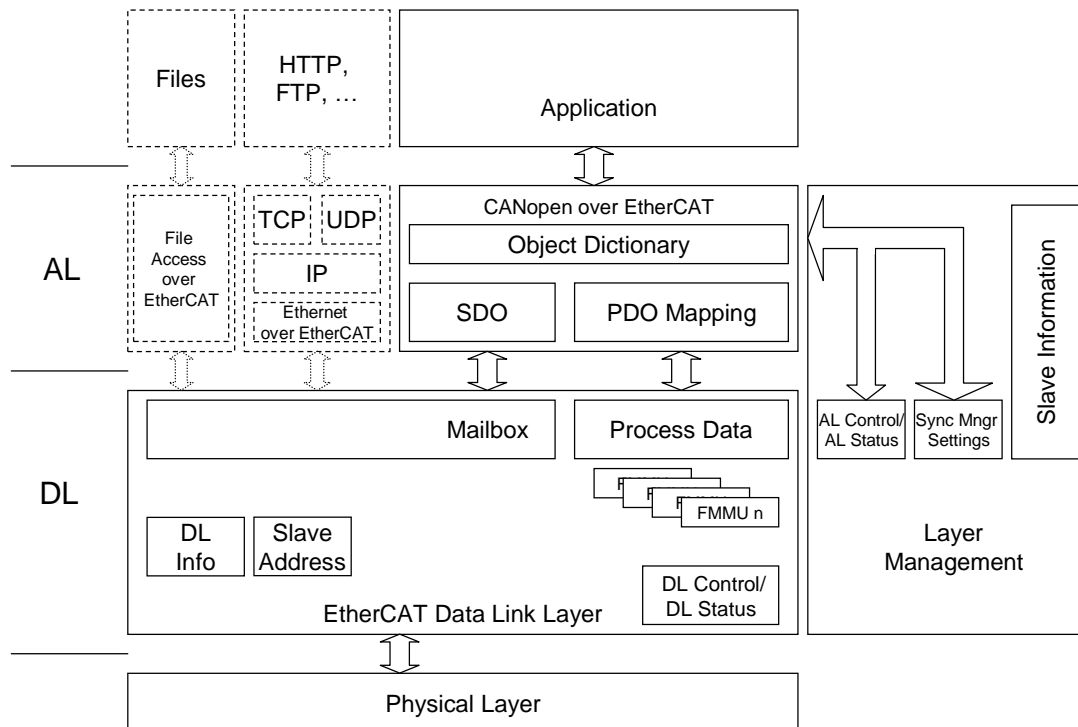 Files
HTTP,
FTP, …
Application
AL
File
Access
over
EtherCAT
TCP
UDP
IP
Ethernet
over EtherCAT
CANopen over EtherCAT
Object Dictionary
SDO
PDO Mapping
Slave Information
AL Control/
AL Status
Sync Mngr
Settings
Layer
Management
DL
Mailbox
Process Data
FMMU n
DL
Info
Slave
Address
DL Control/
DL Status
EtherCAT Data Link Layer
Physical Layer